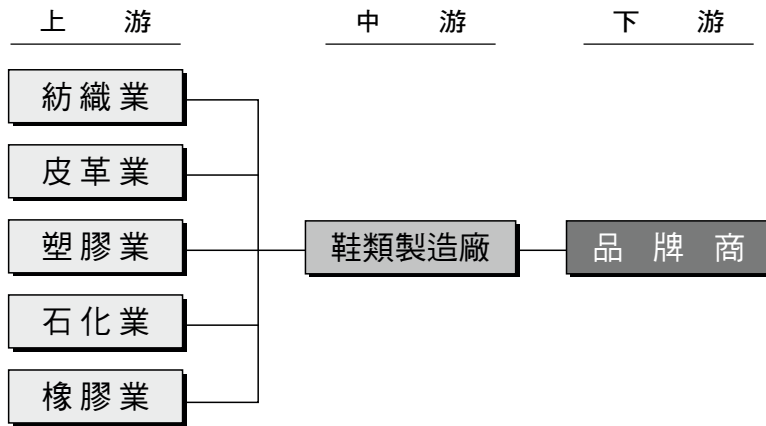 上游 中游 下游
紡織業
皮革業
塑膠業 鞋類製造廠 品牌商
石化業
橡膠業